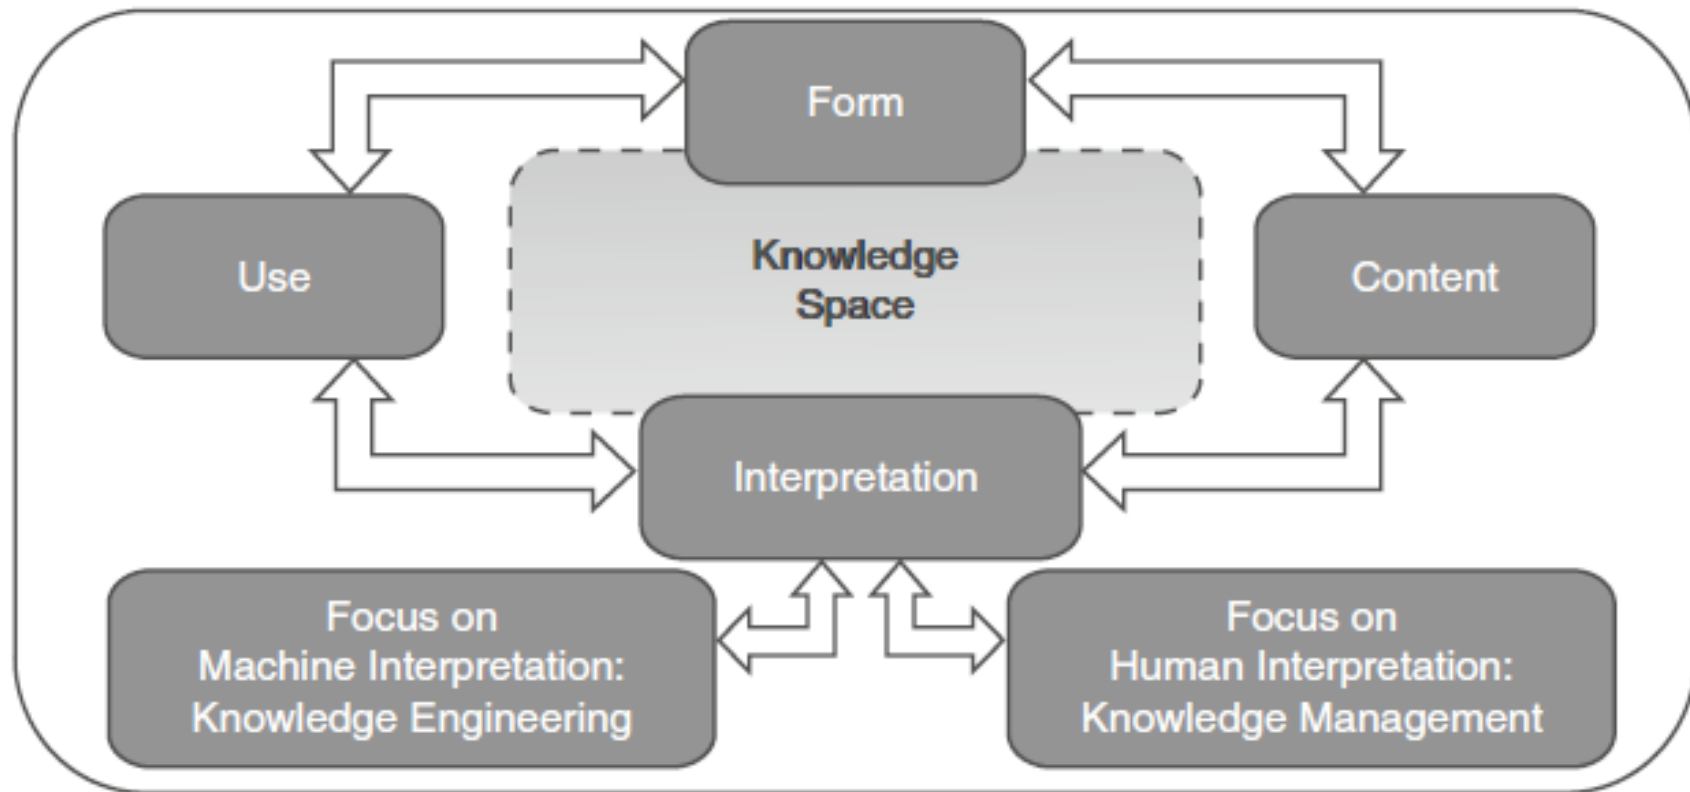 Form
Use
Knowledge
Space
Content
Interpretation
Focus on
Machine Interpretation:
Knowledge Engineering
Focus on
Human Interpretation:
Knowledge Management